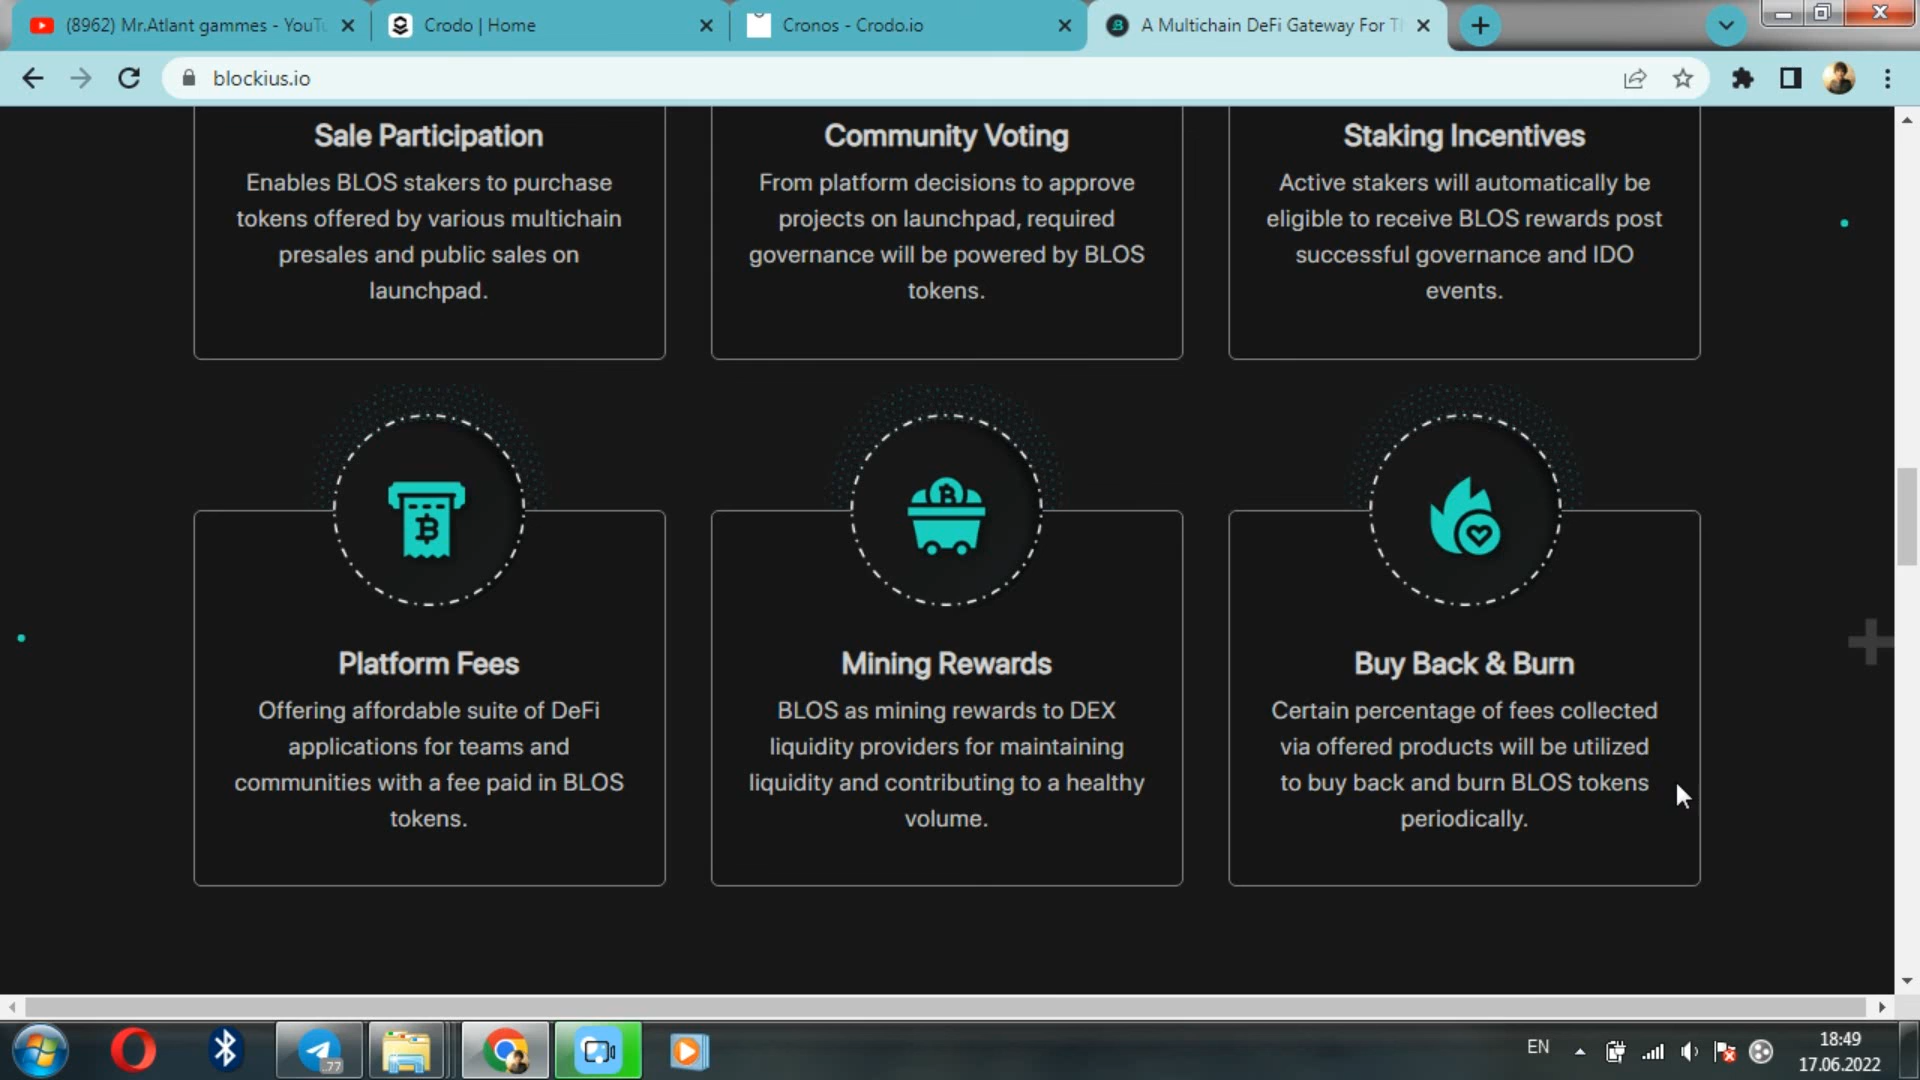 (8962) Mr.Atlant gammes - YouTu
Crodo | Home
Cronos - Crodo.io
A Multichain DeFi Gateway For Th
blockius.io
Sale Participation
Enables BLOS stakers to purchase
tokens offered by various multichain
presales and public sales on
launchpad.
Community Voting
From platform decisions to approve
projects on launchpad, required
governance will be powered by BLOS
tokens.
Staking Incentives
Active stakers will automatically be
eligible to receive BLOS rewards post
successful governance and IDO
events.
Platform Fees
Offering affordable suite of DeFi
applications for teams and
communities with a fee paid in BLOS
tokens.
Mining Rewards
BLOS as mining rewards to DEX
liquidity providers for maintaining
liquidity and contributing to a healthy
volume.
Buy Back & Burn
Certain percentage of fees collected
via offered products will be utilized
to buy back and burn BLOS tokens
periodically.
..77
EN
18:49
17.06.2022